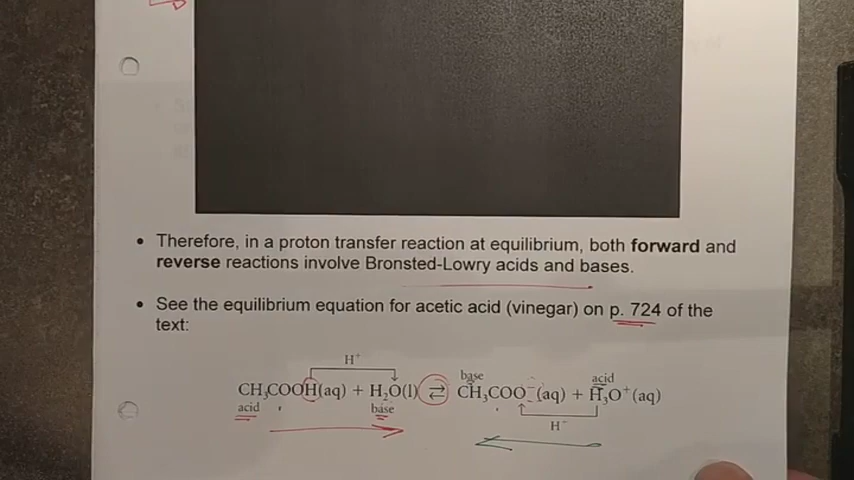 • Therefore, in a proton transfer reaction at equilibrium, both forward and
reverse reactions involve Bronsted-Lowry acids and bases.
• See the equilibrium equation for acetic acid (vinegar) on p. 724 of the
text:
H⁺
base acid
CH₃COOH(aq) + H₂O(l) ⇌ CH₃COO⁻(aq) + H₃O⁺(aq)
acid base
H⁻